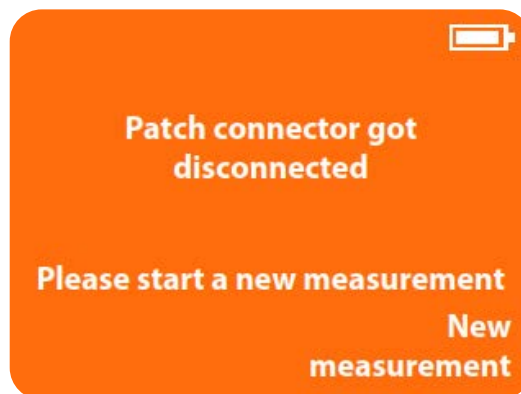 Patch connector got
disconnected
Please start a new measurement
New
measurement